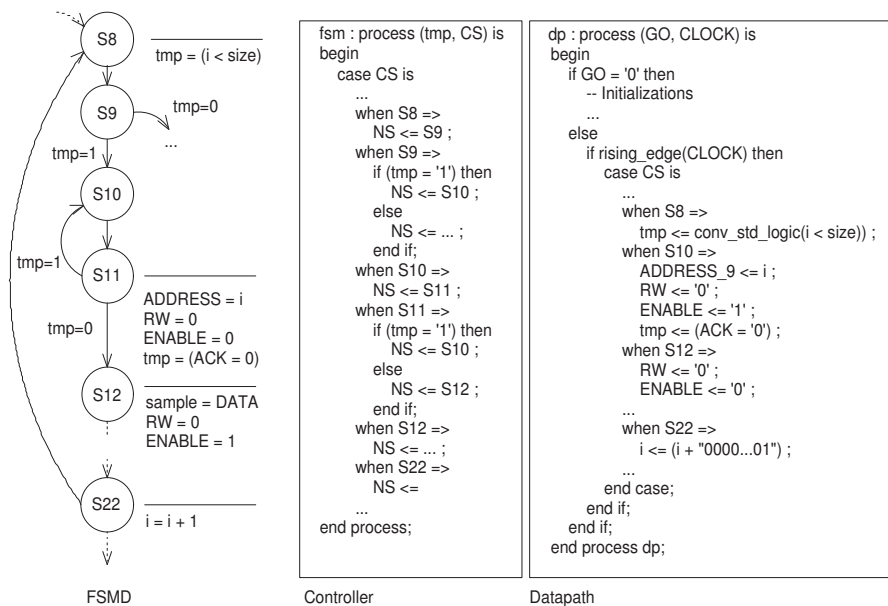 S8
tmp = (i < size)
S9
tmp=0
...
tmp=1
S10
tmp=1
S11
ADDRESS = i
RW = 0
ENABLE = 0
tmp = (ACK = 0)
tmp=0
S12
sample = DATA
RW = 0
ENABLE = 1
S22
i = i + 1
FSMD
fsm : process (tmp, CS) is
begin
case CS is
...
when S8 =>
NS <= S9 ;
when S9 =>
if (tmp = '1') then
NS <= S10 ;
else
NS <= ... ;
end if;
when S10 =>
NS <= S11 ;
when S11 =>
if (tmp = '1') then
NS <= S10 ;
else
NS <= S12 ;
end if;
when S12 =>
NS <= ... ;
when S22 =>
NS <=
...
end process;
Controller
dp : process (GO, CLOCK) is
begin
if GO = '0' then
-- Initializations
...
else
if rising_edge(CLOCK) then
case CS is
...
when S8 =>
tmp <= conv_std_logic(i < size)) ;
when S10 =>
ADDRESS_9 <= i ;
RW <= '0' ;
ENABLE <= '1' ;
tmp <= (ACK = '0') ;
when S12 =>
RW <= '0' ;
ENABLE <= '0' ;
...
when S22 =>
i <= (i + "0000...01") ;
...
end case;
end if;
end if;
end process dp;
Datapath